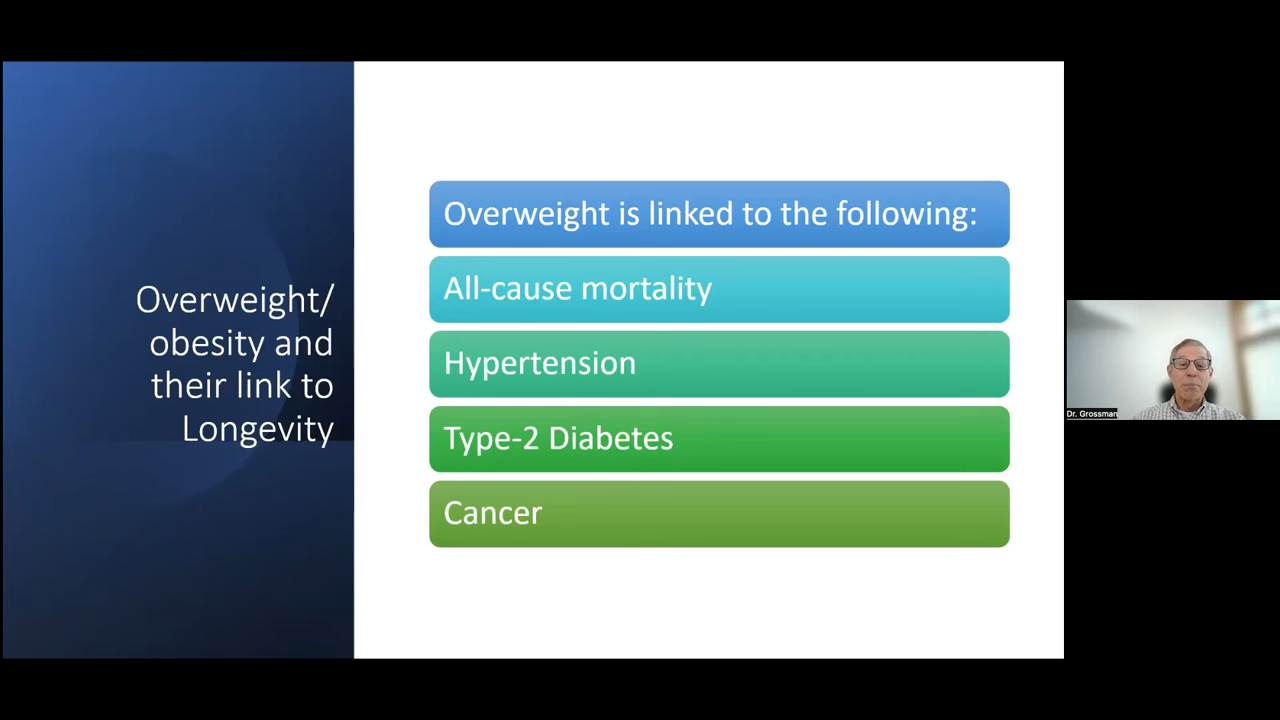 Overweight/
obesity and
their link to
Longevity
Overweight is linked to the following:
All-cause mortality
Hypertension
Type-2 Diabetes
Cancer
Dr. Grossman